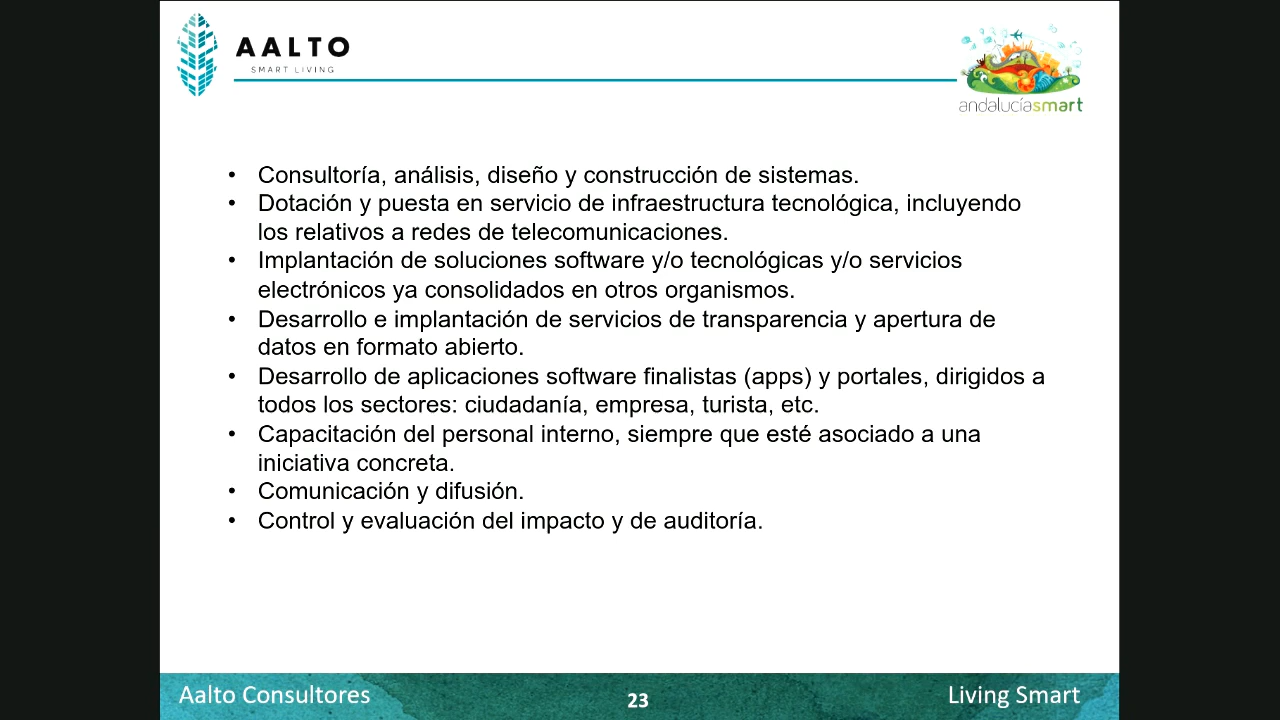 AALTO
SMART LIVING
andalucíasmart
• Consultoría, análisis, diseño y construcción de sistemas.
• Dotación y puesta en servicio de infraestructura tecnológica, incluyendo
los relativos a redes de telecomunicaciones.
• Implantación de soluciones software y/o tecnológicas y/o servicios
electrónicos ya consolidados en otros organismos.
• Desarrollo e implantación de servicios de transparencia y apertura de
datos en formato abierto.
• Desarrollo de aplicaciones software finalistas (apps) y portales, dirigidos a
todos los sectores: ciudadanía, empresa, turista, etc.
• Capacitación del personal interno, siempre que esté asociado a una
iniciativa concreta.
• Comunicación y difusión.
• Control y evaluación del impacto y de auditoría.
Aalto Consultores
23
Living Smart